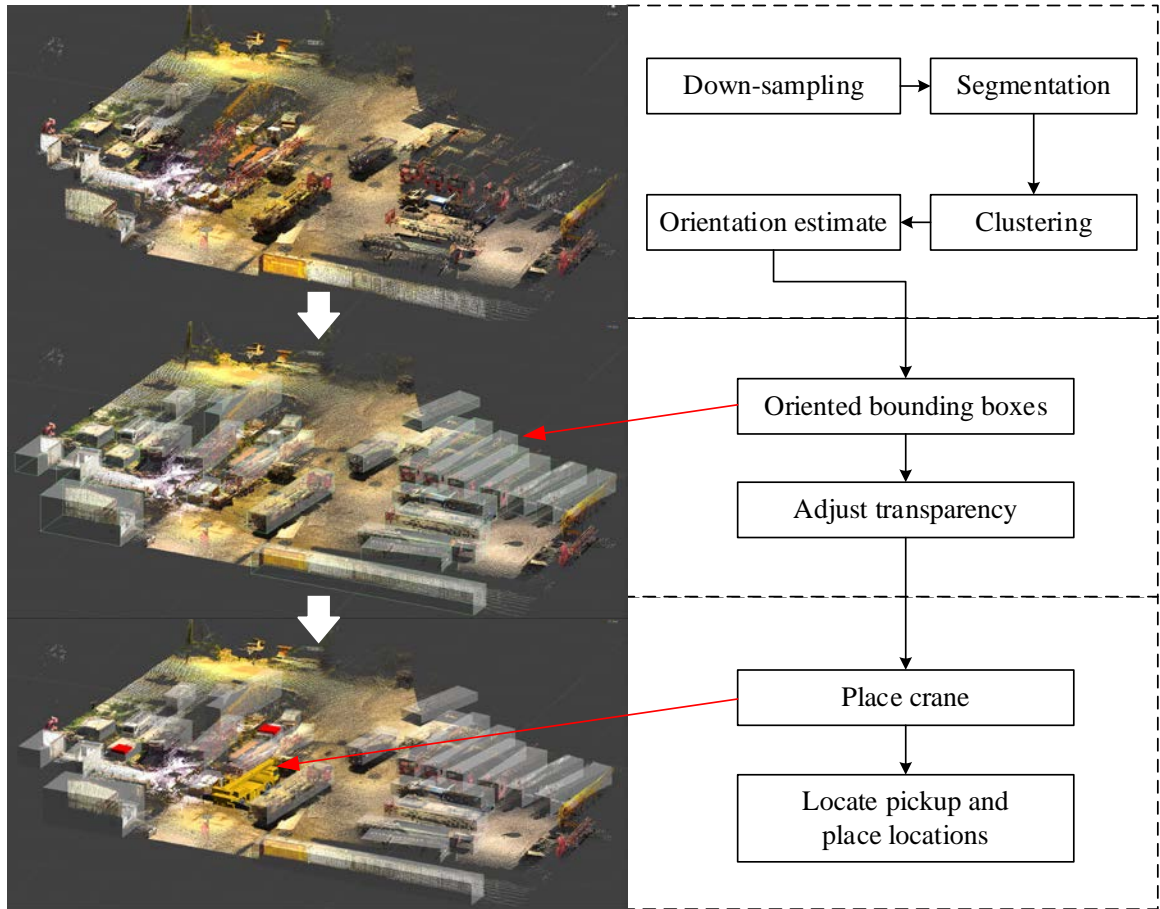 Down-sampling
Segmentation
Orientation estimate
Clustering
Oriented bounding boxes
Adjust transparency
Place crane
Locate pickup and
place locations